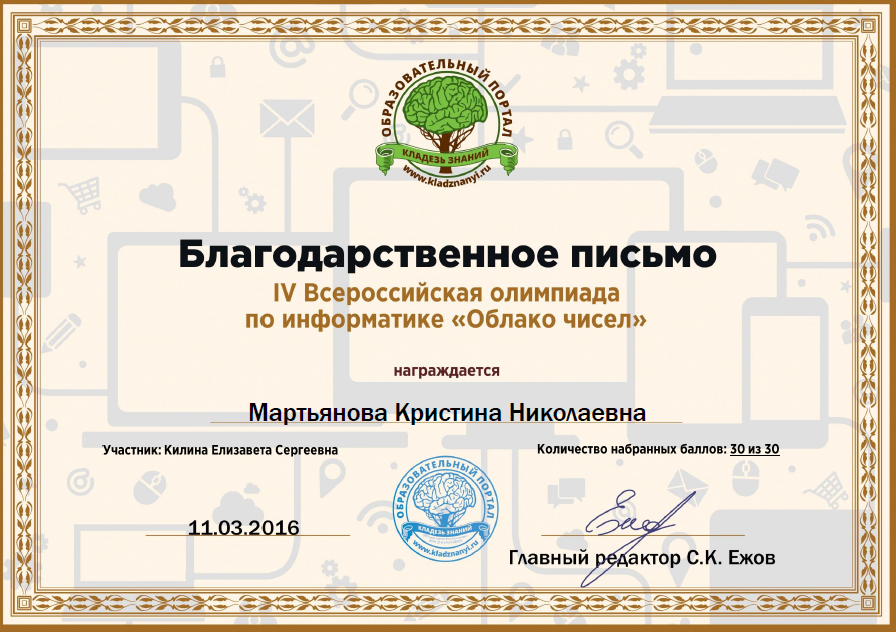 ОБРАЗОВАТЕЛЬНЫЙ ПОРТАЛ
КЛАДЕЗЬ ЗНАНИЙ
www.kladznanyi.ru
Благодарственное письмо
IV Всероссийская олимпиада
по информатике «Облако чисел»
награждается
Мартьянова Кристина Николаевна
Участник: Килина Елизавета Сергеевна
Количество набранных баллов: 30 из 30
ОБРАЗОВАТЕЛЬНЫЙ ПОРТАЛ
КЛАДЕЗЬ ЗНАНИЙ
www.kladznanyi.ru
11.03.2016
Главный редактор С.К. Ежов